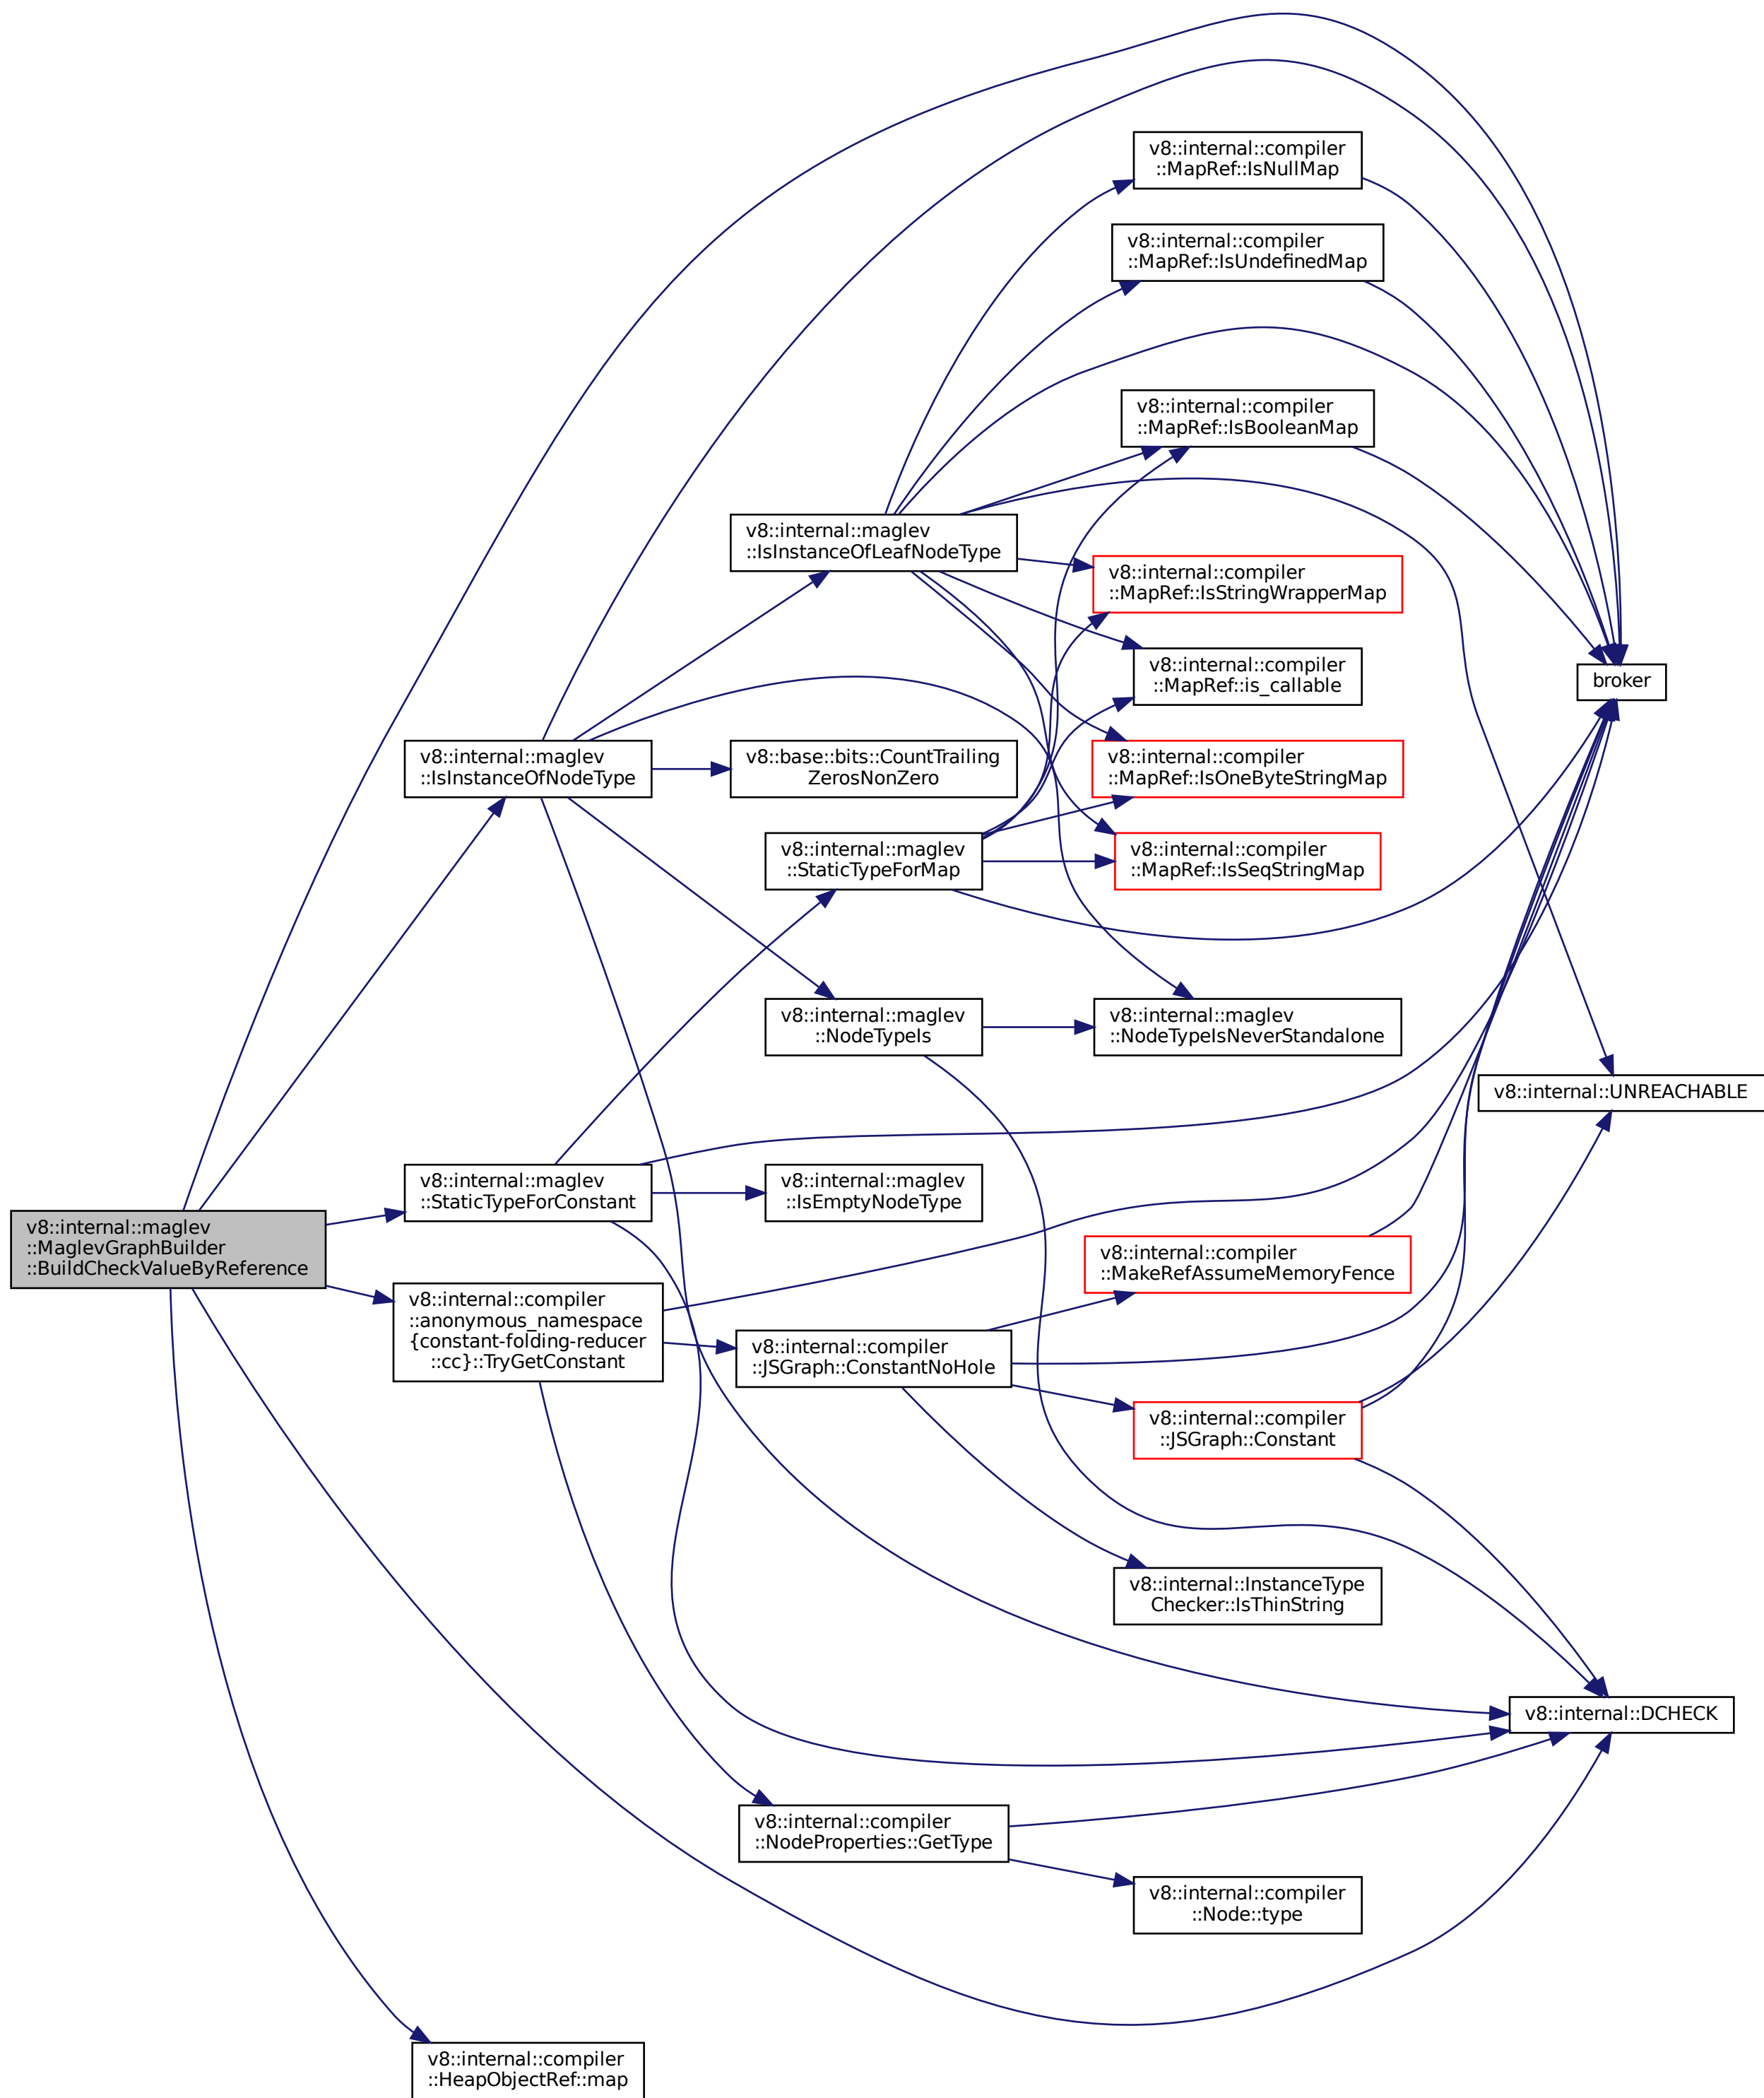 v8::internal::compiler
::MapRef::IsNullMap
v8::internal::compiler
::MapRef::IsUndefinedMap
v8::internal::compiler
::MapRef::IsBooleanMap
v8::internal::maglev
::IsInstanceOfLeafNodeType
v8::internal::compiler
::MapRef::IsStringWrapperMap
v8::internal::compiler
::MapRef::is_callable
broker
v8::internal::maglev
::IsInstanceOfNodeType
v8::base::bits::CountTrailing
ZerosNonZero
v8::internal::compiler
::MapRef::IsOneByteStringMap
v8::internal::maglev
::StaticTypeForMap
v8::internal::compiler
::MapRef::IsSeqStringMap
v8::internal::maglev
::NodeTypeIs
v8::internal::maglev
::NodeTypeIsNeverStandalone
v8::internal::UNREACHABLE
v8::internal::maglev
::StaticTypeForConstant
v8::internal::maglev
::IsEmptyNodeType
v8::internal::maglev
::MaglevGraphBuilder
::BuildCheckValueByReference
v8::internal::compiler
::MakeRefAssumeMemoryFence
v8::internal::compiler
::anonymous_namespace
{constant-folding-reducer
::cc}::TryGetConstant
v8::internal::compiler
::JSGraph::ConstantNoHole
v8::internal::compiler
::JSGraph::Constant
v8::internal::InstanceType
Checker::IsThinString
v8::internal::DCHECK
v8::internal::compiler
::NodeProperties::GetType
v8::internal::compiler
::Node::type
v8::internal::compiler
::HeapObjectRef::map